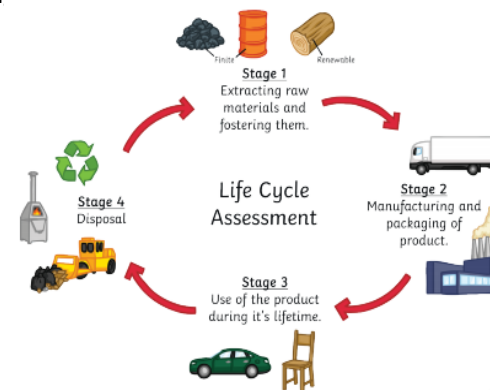 Finite
Renewable
Stage 1
Extracting raw
materials and
fostering them.
Stage 2
Manufacturing and
packaging of
product.
Stage 3
Use of the product
during it's lifetime.
Stage 4
Disposal
Life Cycle
Assessment